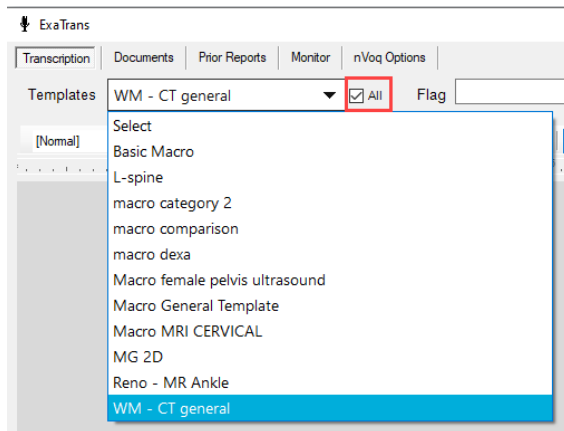 ExaTrans
Transcription Documents Prior Reports Monitor nVoq Options
Templates WM - CT general All Flag
[Normal]
Select
Basic Macro
L-spine
macro category 2
macro comparison
macro dexa
Macro female pelvis ultrasound
Macro General Template
Macro MRI CERVICAL
MG 2D
Reno - MR Ankle
WM - CT general